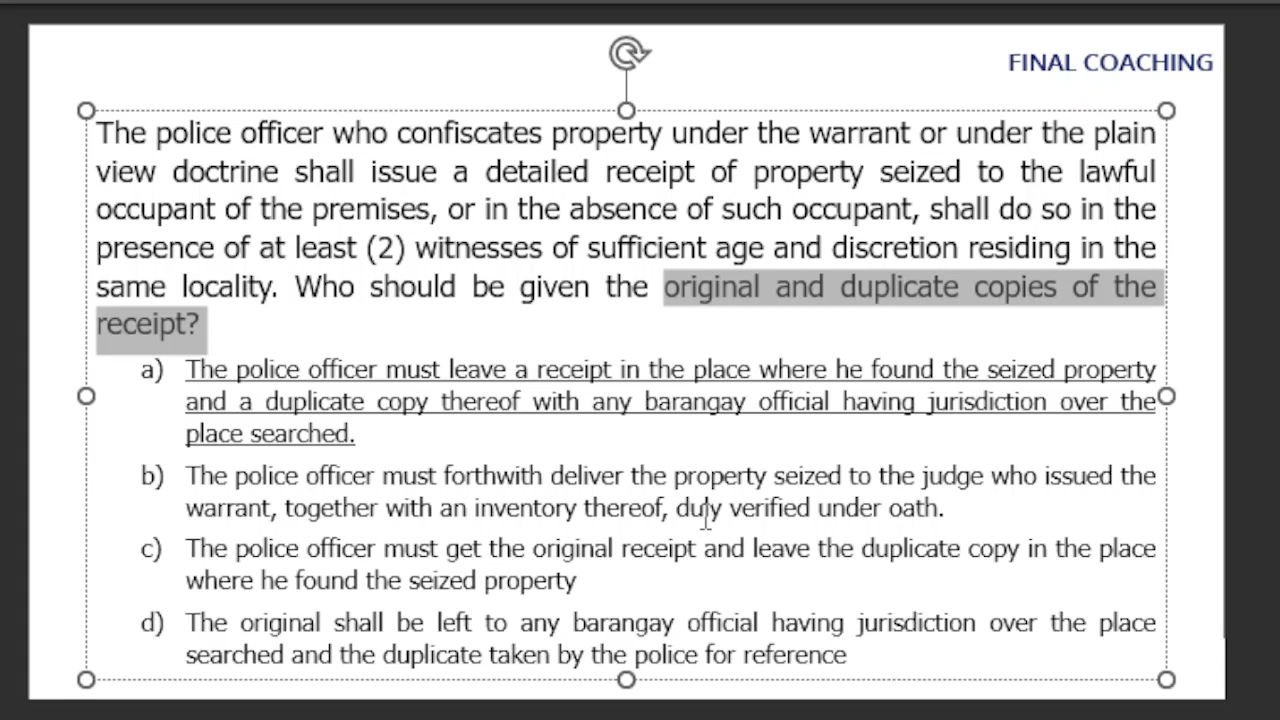 FINAL COACHING
The police officer who confiscates property under the warrant or under the plain
view doctrine shall issue a detailed receipt of property seized to the lawful
occupant of the premises, or in the absence of such occupant, shall do so in the
presence of at least (2) witnesses of sufficient age and discretion residing in the
same locality. Who should be given the original and duplicate copies of the
receipt?
a) The police officer must leave a receipt in the place where he found the seized property
and a duplicate copy thereof with any barangay official having jurisdiction over the
place searched.
b) The police officer must forthwith deliver the property seized to the judge who issued the
warrant, together with an inventory thereof, duly verified under oath.
c) The police officer must get the original receipt and leave the duplicate copy in the place
where he found the seized property
d) The original shall be left to any barangay official having jurisdiction over the place
searched and the duplicate taken by the police for reference